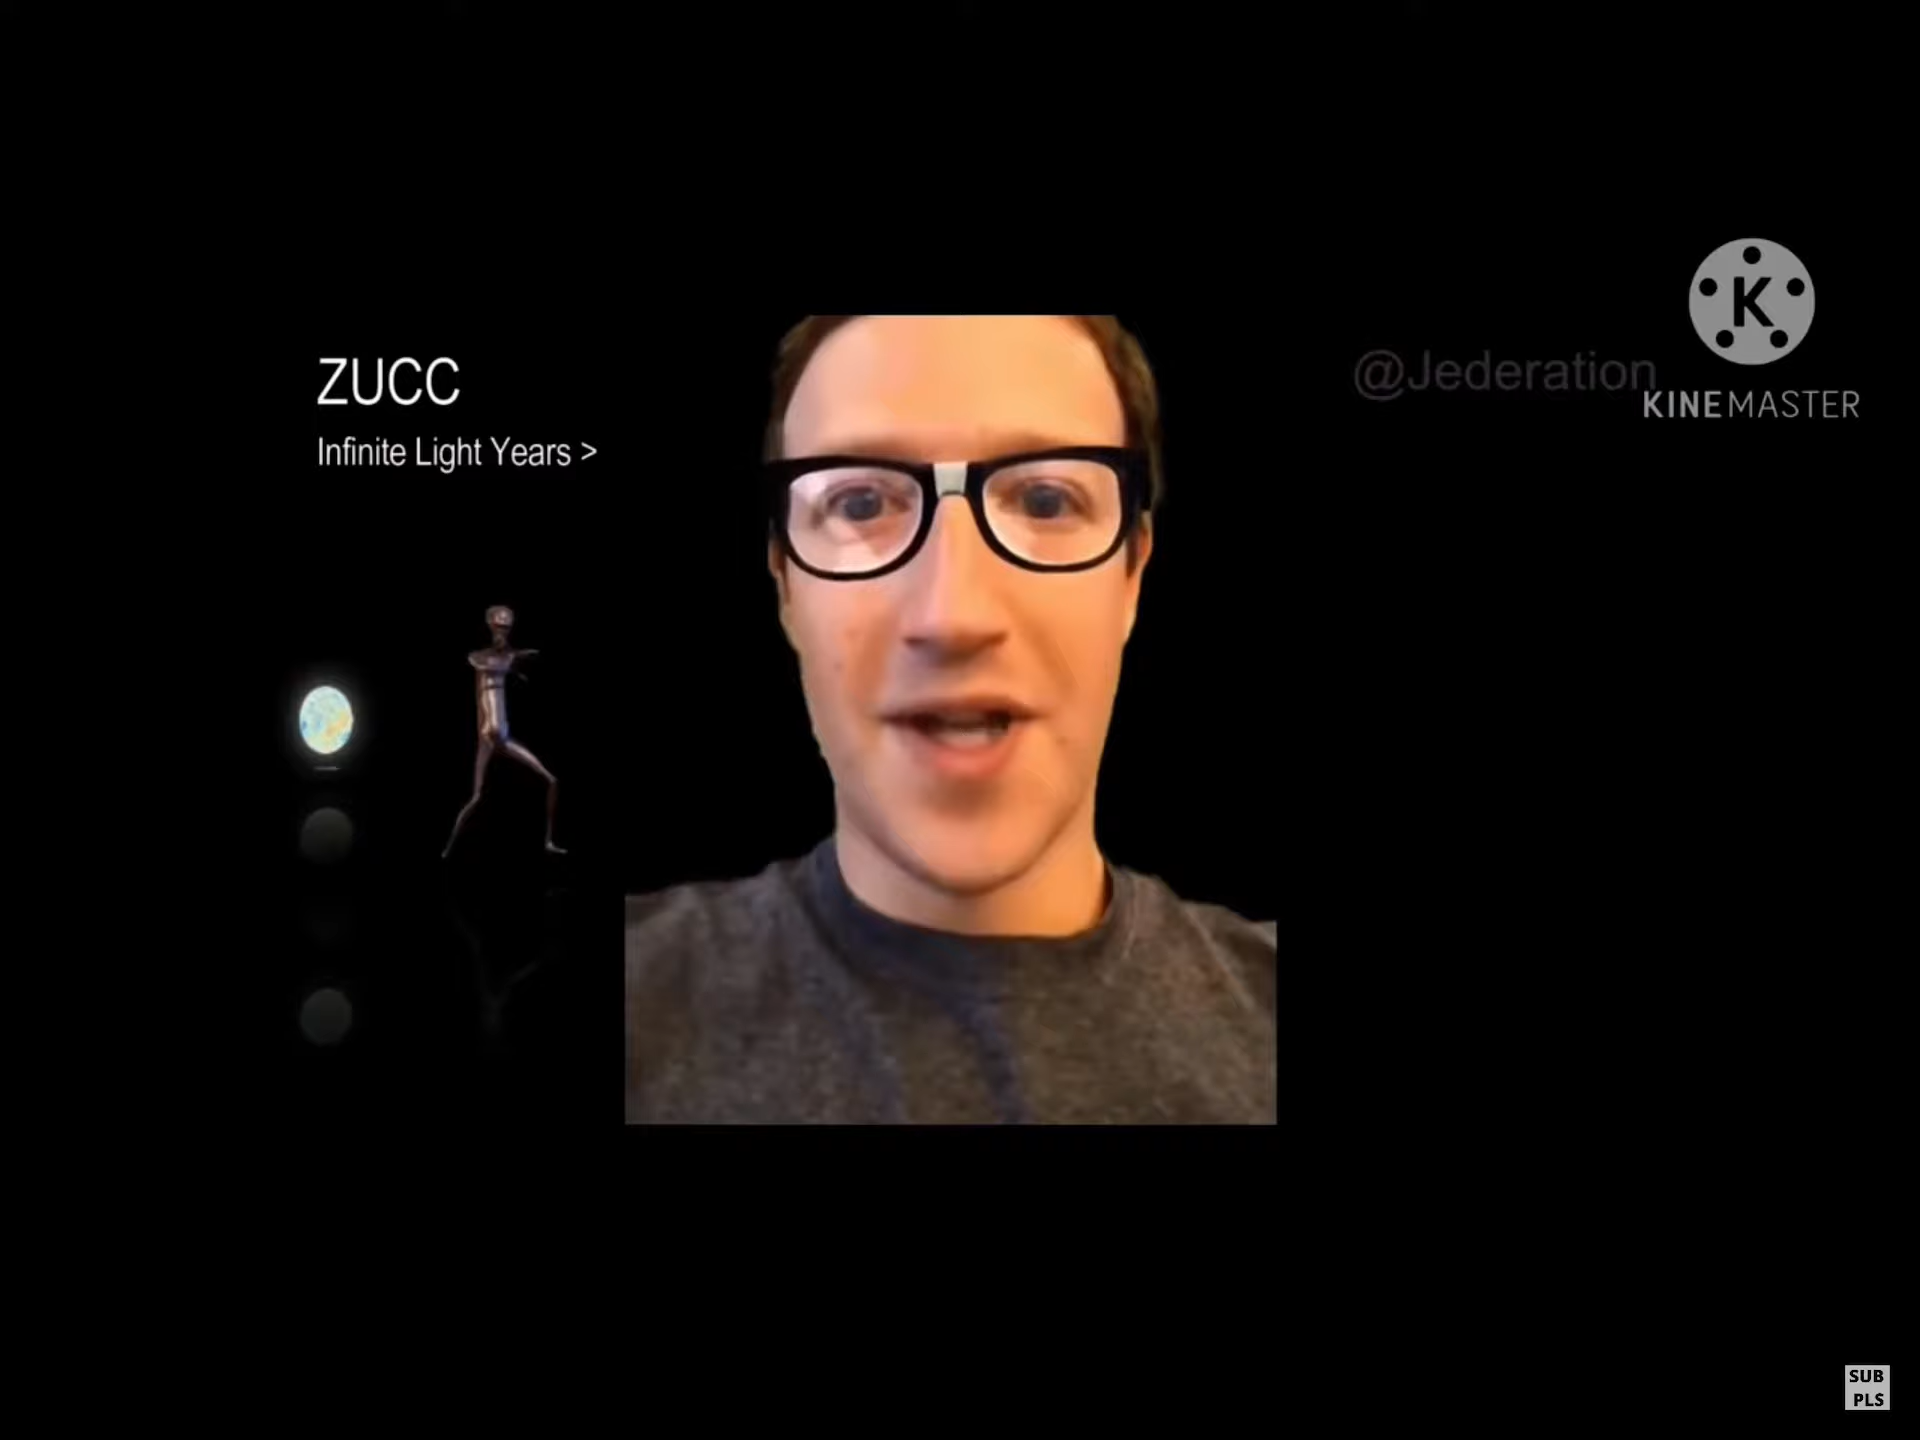 ZUCC
Infinite Light Years >
@Jederation
K
KINEMASTER
SUB
PLS